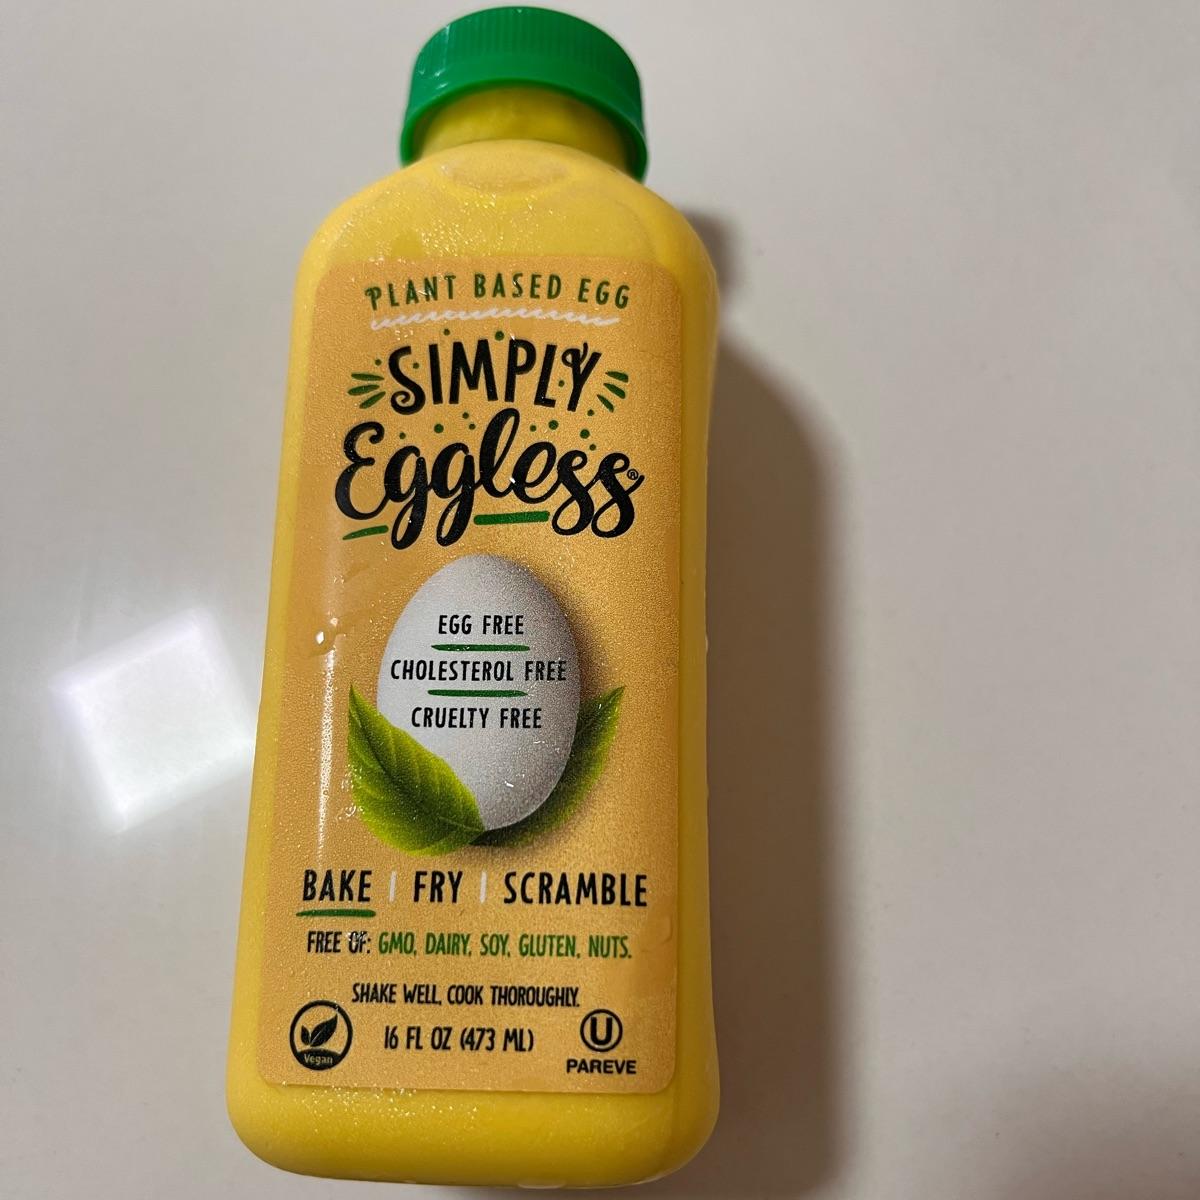 PLANT BASED EGG
SIMPLY
Eggless®
EGG FREE
CHOLESTEROL FREE
CRUELTY FREE
BAKE | FRY | SCRAMBLE
FREE OF: GMO, DAIRY, SOY, GLUTEN, NUTS.
SHAKE WELL, COOK THOROUGHLY.
Vegan
16 FL OZ (473 ML)
U
PAREVE